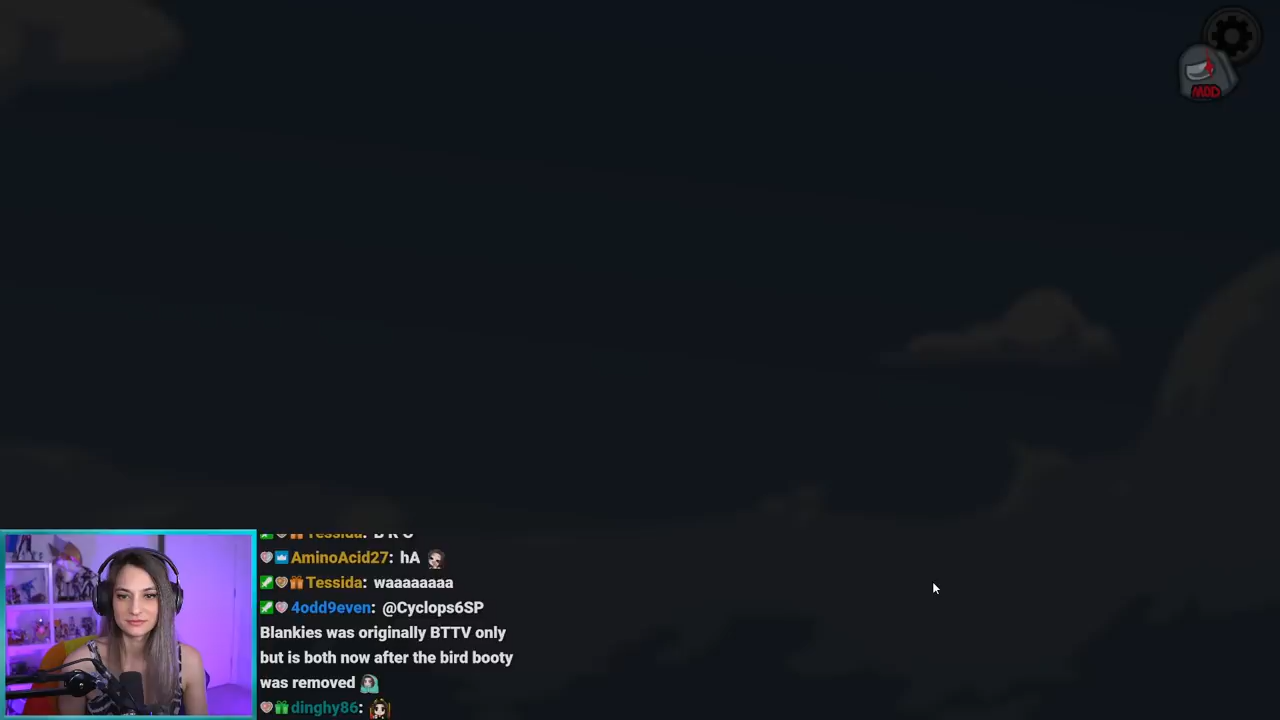 MOD
Tessida: B R O
AminoAcid27: hA
Tessida: waaaaaaaa
4odd9even: @Cyclops6SP
Blankies was originally BTTV only
but is both now after the bird booty
was removed
dinghy86: